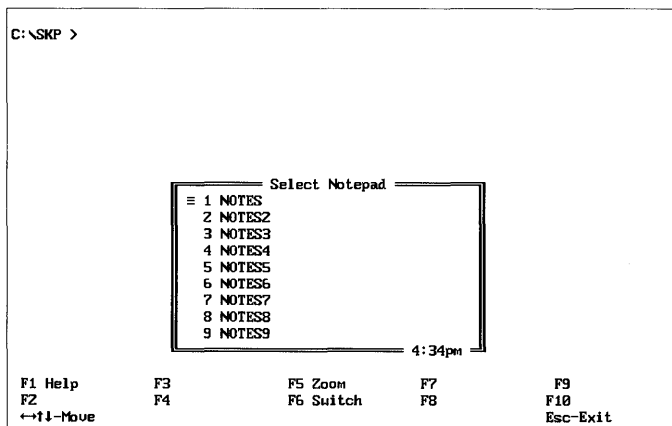 C:\SKP >
Select Notepad
≡ 1 NOTES
2 NOTES2
3 NOTES3
4 NOTES4
5 NOTES5
6 NOTES6
7 NOTES7
8 NOTES8
9 NOTES9
4:34pm
F1 Help F3 F5 Zoom F7 F9
F2 F4 F6 Switch F8 F10
↔↑↓-Move Esc-Exit